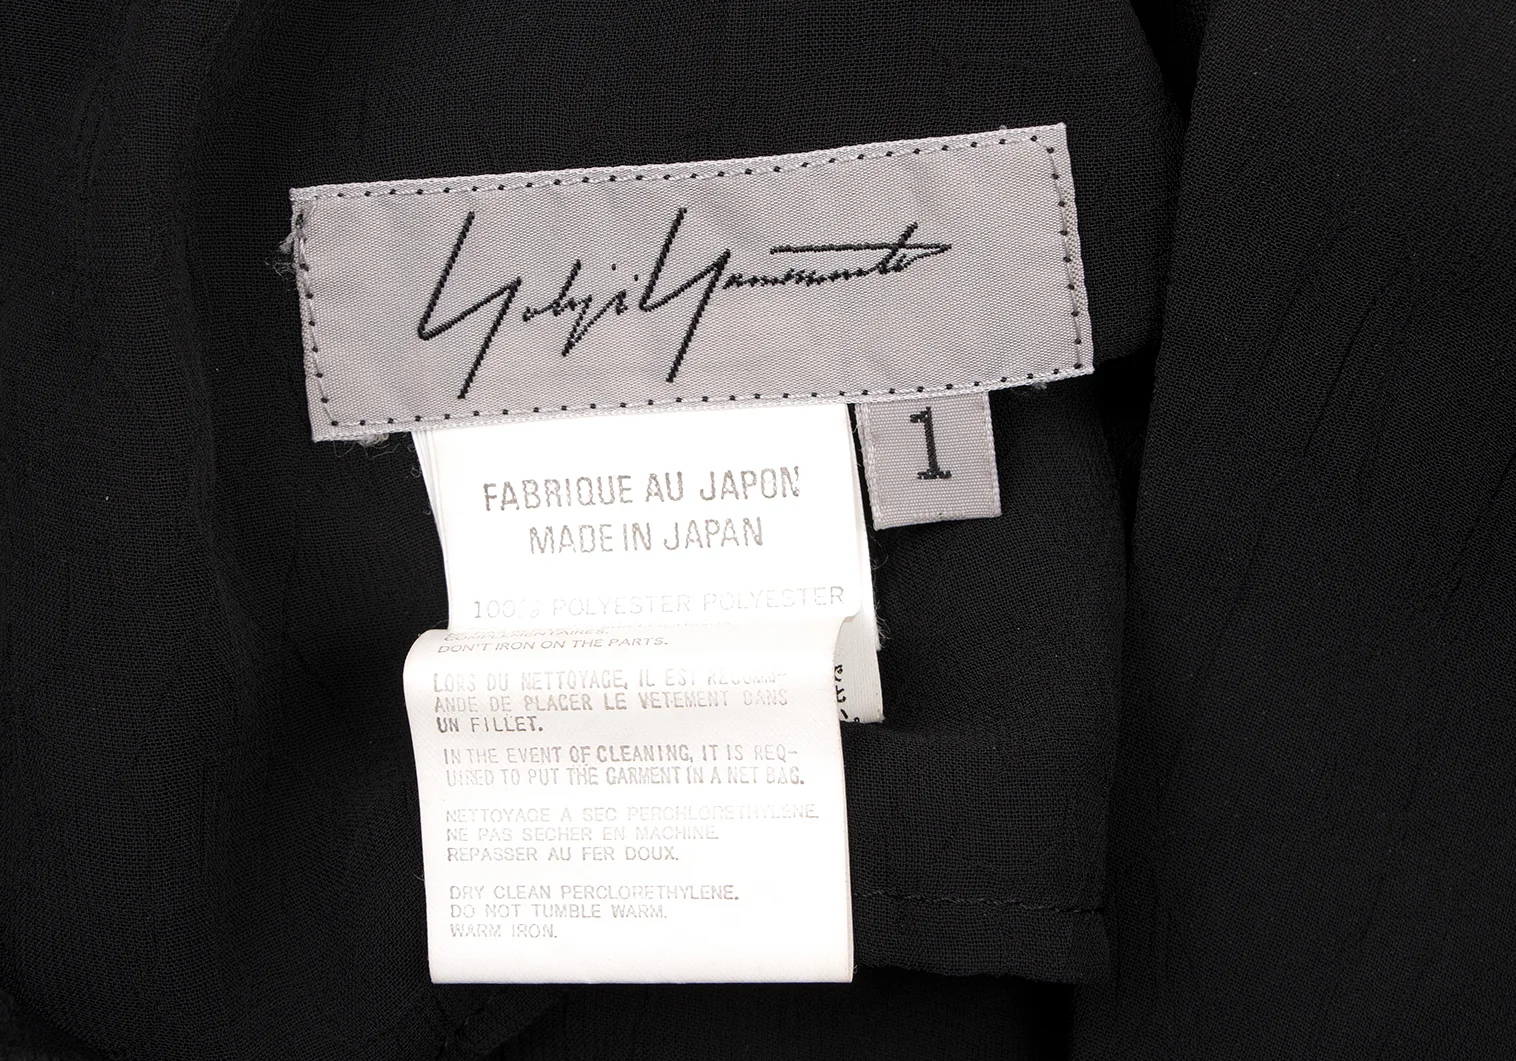 Yohji Yamamoto
1
FABRIQUE AU JAPON
MADE IN JAPAN
100% POLYESTER POLYESTER
COMPLEMENTAIRES.
DON'T IRON ON THE PARTS.
LORS DU NETTOYAGE, IL EST RECOMM-
ANDE DE PLACER LE VETEMENT DANS
UN FILLET.
IN THE EVENT OF CLEANING, IT IS REQ-
UIRED TO PUT THE GARMENT IN A NET BAG.
NETTOYAGE A SEC PERCHLORETHYLENE.
NE PAS SECHER EN MACHINE.
REPASSER AU FER DOUX.
DRY CLEAN PERCLORETHYLENE.
DO NOT TUMBLE WARM.
WARM IRON.